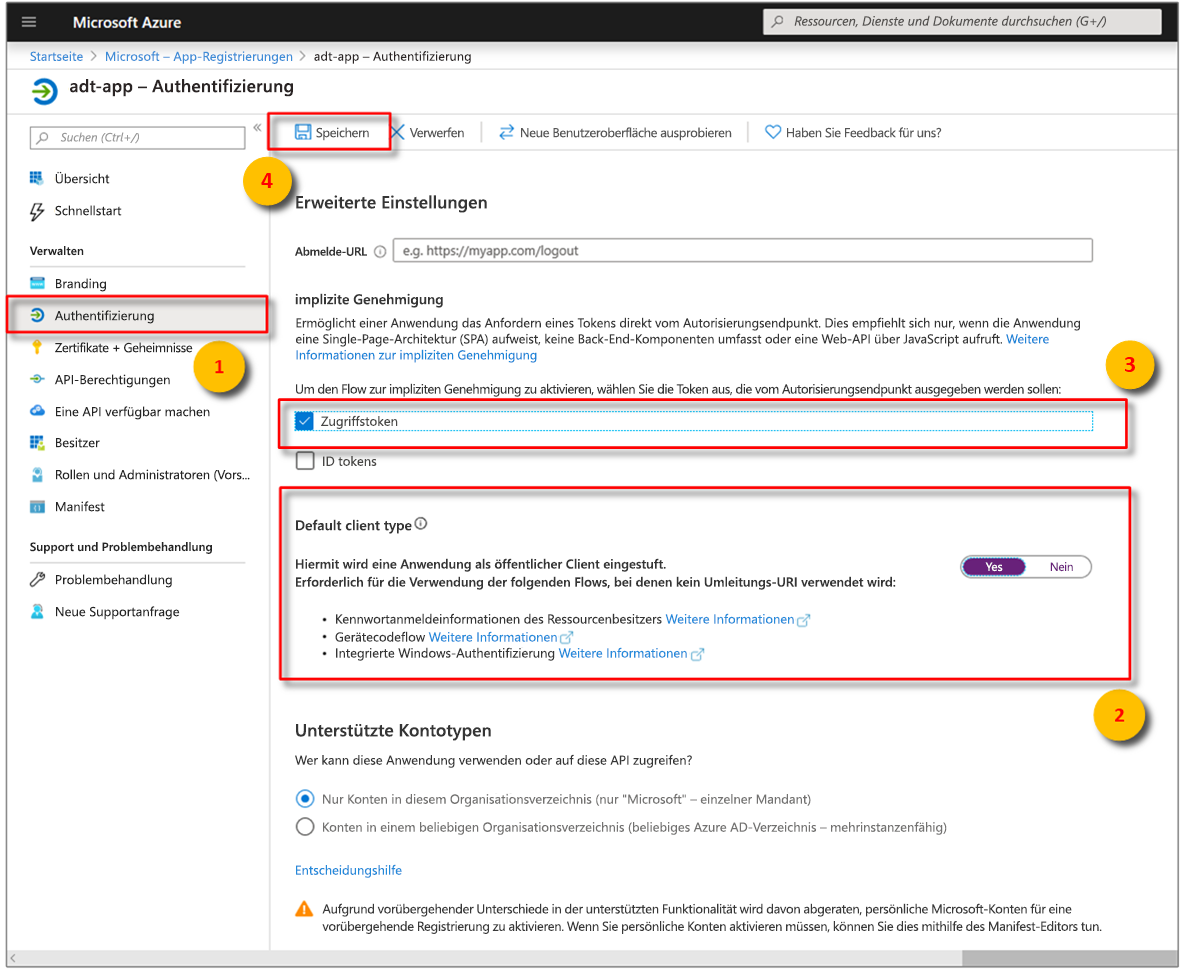 Microsoft Azure
Ressourcen, Dienste und Dokumente durchsuchen (G+/)
Startseite > Microsoft – App-Registrierungen > adt-app – Authentifizierung
adt-app – Authentifizierung
Suchen (Ctrl+/)
«
Speichern
Verwerfen
Neue Benutzeroberfläche ausprobieren
Haben Sie Feedback für uns?
4
Übersicht
Schnellstart
Verwalten
Branding
Authentifizierung
Zertifikate + Geheimnisse
1
API-Berechtigungen
Eine API verfügbar machen
Besitzer
Rollen und Administratoren (Vors...
Manifest
Support und Problembehandlung
Problembehandlung
Neue Supportanfrage
Erweiterte Einstellungen
Abmelde-URL
e.g. https://myapp.com/logout
implizite Genehmigung
Ermöglicht einer Anwendung das Anfordern eines Tokens direkt vom Autorisierungsendpunkt. Dies empfiehlt sich nur, wenn die Anwendung
eine Single-Page-Architektur (SPA) aufweist, keine Back-End-Komponenten umfasst oder eine Web-API über JavaScript aufruft. Weitere
Informationen zur impliziten Genehmigung
3
Um den Flow zur impliziten Genehmigung zu aktivieren, wählen Sie die Token aus, die vom Autorisierungsendpunkt ausgegeben werden sollen:
Zugriffstoken
ID tokens
Default client type
Hiermit wird eine Anwendung als öffentlicher Client eingestuft.
Erforderlich für die Verwendung der folgenden Flows, bei denen kein Umleitungs-URI verwendet wird:
Yes
Nein
• Kennwortanmeldeinformationen des Ressourcenbesitzers Weitere Informationen
• Gerätecodeflow Weitere Informationen
• Integrierte Windows-Authentifizierung Weitere Informationen
2
Unterstützte Kontotypen
Wer kann diese Anwendung verwenden oder auf diese API zugreifen?
Nur Konten in diesem Organisationsverzeichnis (nur "Microsoft" – einzelner Mandant)
Konten in einem beliebigen Organisationsverzeichnis (beliebiges Azure AD-Verzeichnis – mehrinstanzenfähig)
Entscheidungshilfe
Aufgrund vorübergehender Unterschiede in der unterstützten Funktionalität wird davon abgeraten, persönliche Microsoft-Konten für eine
vorübergehende Registrierung zu aktivieren. Wenn Sie persönliche Konten aktivieren müssen, können Sie dies mithilfe des Manifest-Editors tun.